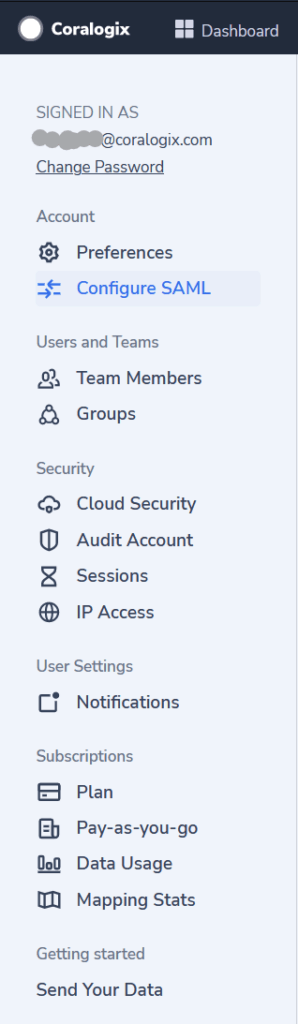 Coralogix
Dashboard
SIGNED IN AS
@coralogix.com
Change Password
Account
Preferences
Configure SAML
Users and Teams
Team Members
Groups
Security
Cloud Security
Audit Account
Sessions
IP Access
User Settings
Notifications
Subscriptions
Plan
Pay-as-you-go
Data Usage
Mapping Stats
Getting started
Send Your Data